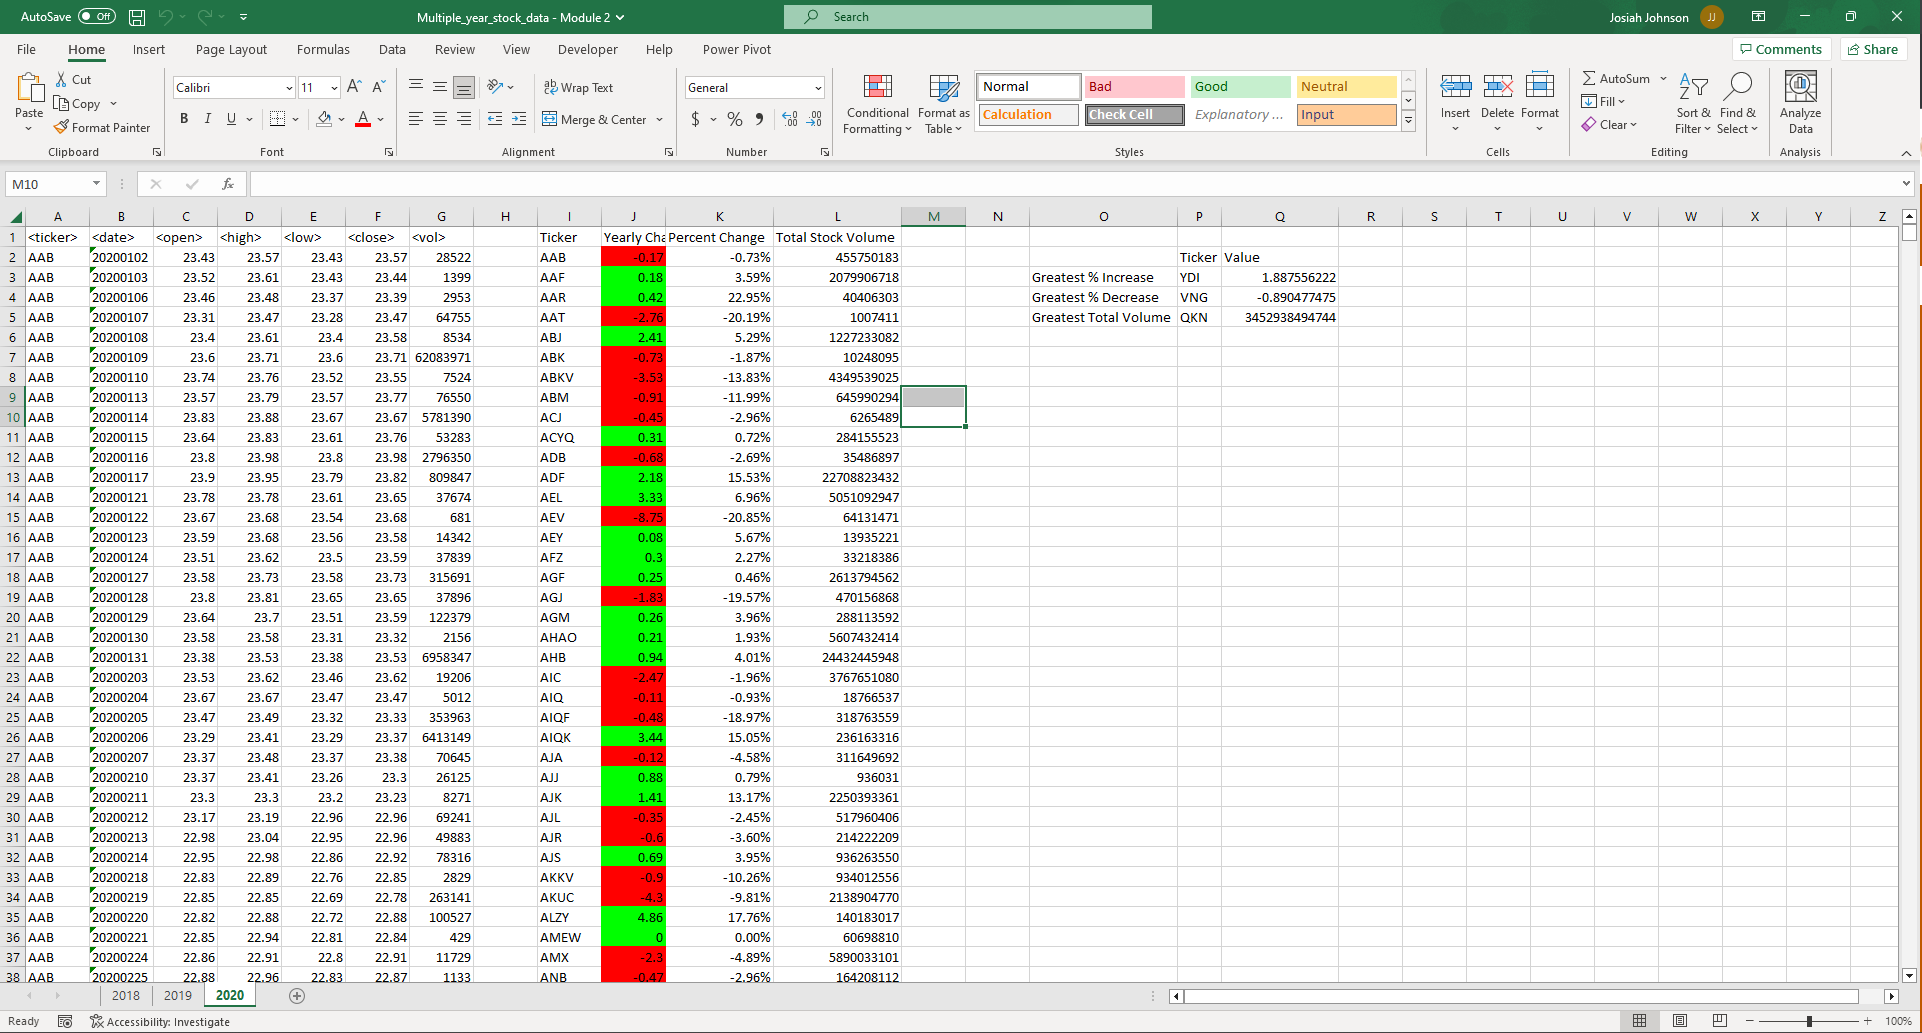 AutoSave Off Multiple_year_stock_data - Module 2 Search Josiah Johnson JJ
File Home Insert Page Layout Formulas Data Review View Developer Help Power Pivot Comments Share
Paste Cut Copy Format Painter Clipboard
Calibri 11 B I U A Font
Wrap Text Merge & Center Alignment
General $ % Number
Conditional Formatting Format as Table
Normal Bad Good Neutral
Calculation Check Cell Explanatory ... Input
Styles
Insert Delete Format Cells
AutoSum Fill Clear Sort & Filter Find & Select Editing
Analyze Data Analysis
M10 fx
A B C D E F G H I J K L M N O P Q R S T U V W X Y Z
1 <ticker> <date> <open> <high> <low> <close> <vol> Ticker Yearly Cha Percent Change Total Stock Volume
2 AAB 20200102 23.43 23.57 23.43 23.57 28522 AAB -0.17 -0.73% 455750183 Ticker Value
3 AAB 20200103 23.52 23.61 23.43 23.44 1399 AAF 0.18 3.59% 2079906718 Greatest % Increase YDI 1.887556222
4 AAB 20200106 23.46 23.48 23.37 23.39 2953 AAR 0.42 22.95% 40406303 Greatest % Decrease VNG -0.890477475
5 AAB 20200107 23.31 23.47 23.28 23.47 64755 AAT -2.76 -20.19% 1007411 Greatest Total Volume QKN 3452938494744
6 AAB 20200108 23.4 23.61 23.4 23.58 8534 ABJ 2.41 5.29% 1227233082
7 AAB 20200109 23.6 23.71 23.6 23.71 62083971 ABK -0.73 -1.87% 10248095
8 AAB 20200110 23.74 23.76 23.52 23.55 7524 ABKV -3.53 -13.83% 4349539025
9 AAB 20200113 23.57 23.79 23.57 23.77 76550 ABM -0.91 -11.99% 645990294
10 AAB 20200114 23.83 23.88 23.67 23.67 5781390 ACJ -0.45 -2.96% 6265489
11 AAB 20200115 23.64 23.83 23.61 23.76 53283 ACYQ 0.31 0.72% 284155523
12 AAB 20200116 23.8 23.98 23.8 23.98 2796350 ADB -0.68 -2.69% 35486897
13 AAB 20200117 23.9 23.95 23.79 23.82 809847 ADF 2.18 15.53% 22708823432
14 AAB 20200121 23.78 23.78 23.61 23.65 37674 AEL 3.33 6.96% 5051092947
15 AAB 20200122 23.67 23.68 23.54 23.68 681 AEV -8.75 -20.85% 64131471
16 AAB 20200123 23.59 23.68 23.56 23.58 14342 AEY 0.08 5.67% 13935221
17 AAB 20200124 23.51 23.62 23.5 23.59 37839 AFZ 0.3 2.27% 33218386
18 AAB 20200127 23.58 23.73 23.58 23.73 315691 AGF 0.25 0.46% 2613794562
19 AAB 20200128 23.8 23.81 23.65 23.65 37896 AGJ -1.83 -19.57% 470156868
20 AAB 20200129 23.64 23.7 23.51 23.59 122379 AGM 0.26 3.96% 288113592
21 AAB 20200130 23.58 23.58 23.31 23.32 2156 AHAO 0.21 1.93% 5607432414
22 AAB 20200131 23.38 23.53 23.38 23.53 6958347 AHB 0.94 4.01% 24432445948
23 AAB 20200203 23.53 23.62 23.46 23.62 19206 AIC -2.47 -1.96% 3767651080
24 AAB 20200204 23.67 23.67 23.47 23.47 5012 AIQ -0.11 -0.93% 18766537
25 AAB 20200205 23.47 23.49 23.32 23.33 353963 AIQF -0.48 -18.97% 318763559
26 AAB 20200206 23.29 23.41 23.29 23.37 6413149 AIQK 3.44 15.05% 236163316
27 AAB 20200207 23.37 23.48 23.37 23.38 70645 AJA -0.12 -4.58% 311649692
28 AAB 20200210 23.37 23.41 23.26 23.3 26125 AJJ 0.88 0.79% 936031
29 AAB 20200211 23.3 23.3 23.2 23.23 8271 AJK 1.41 13.17% 2250393361
30 AAB 20200212 23.17 23.19 22.96 22.96 69241 AJL -0.35 -2.45% 517960406
31 AAB 20200213 22.98 23.04 22.95 22.96 49883 AJR -0.6 -3.60% 214222209
32 AAB 20200214 22.95 22.98 22.86 22.92 78316 AJS 0.69 3.95% 936263550
33 AAB 20200218 22.83 22.89 22.76 22.85 2829 AKKV -0.9 -10.26% 934012556
34 AAB 20200219 22.85 22.85 22.69 22.78 263141 AKUC -4.3 -9.81% 2138904770
35 AAB 20200220 22.82 22.88 22.72 22.88 100527 ALZY 4.86 17.76% 140183017
36 AAB 20200221 22.85 22.94 22.81 22.84 429 AMEW 0 0.00% 60698810
37 AAB 20200224 22.86 22.91 22.8 22.91 11729 AMX -2.3 -4.89% 5890033101
38 AAB 20200225 22.88 22.96 22.83 22.87 1133 ANB -0.47 -2.96% 164208112
2018 2019 2020
Ready Accessibility: Investigate 100%